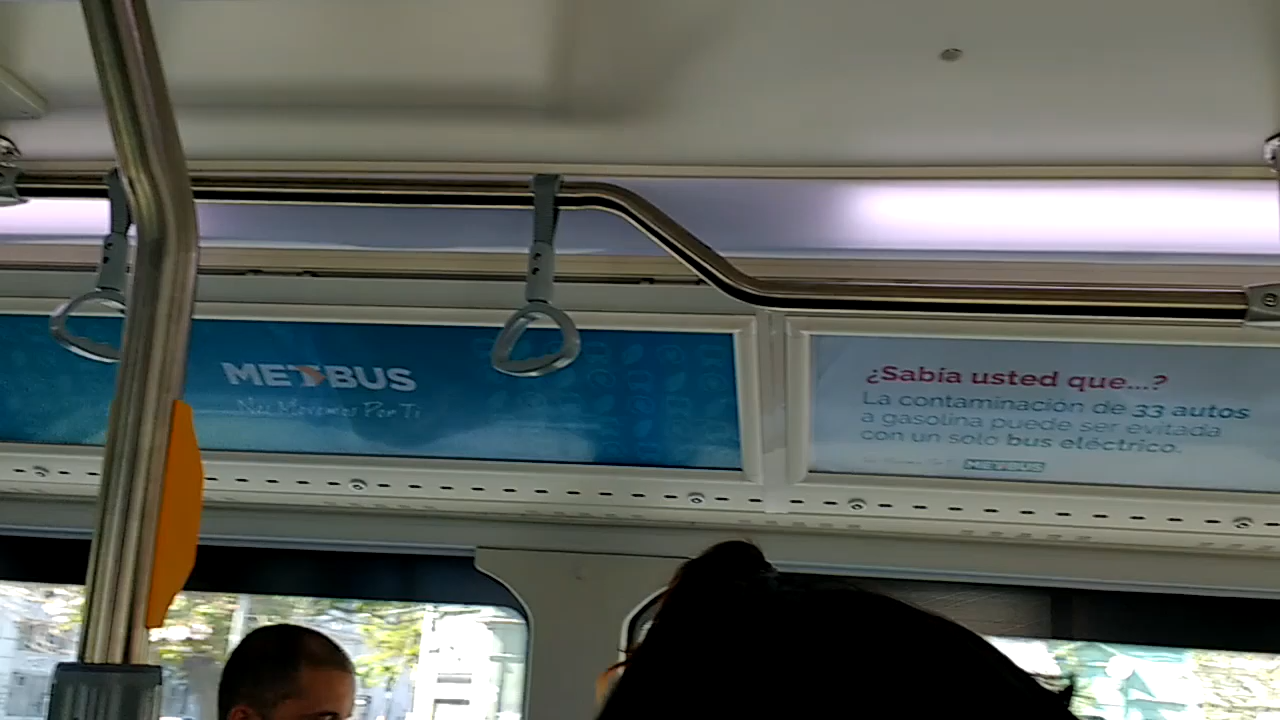 METBUS
Nos Movemos Por Ti
¿Sabía usted que...?
La contaminación de 33 autos
a gasolina puede ser evitada
con un solo bus eléctrico.
METBUS